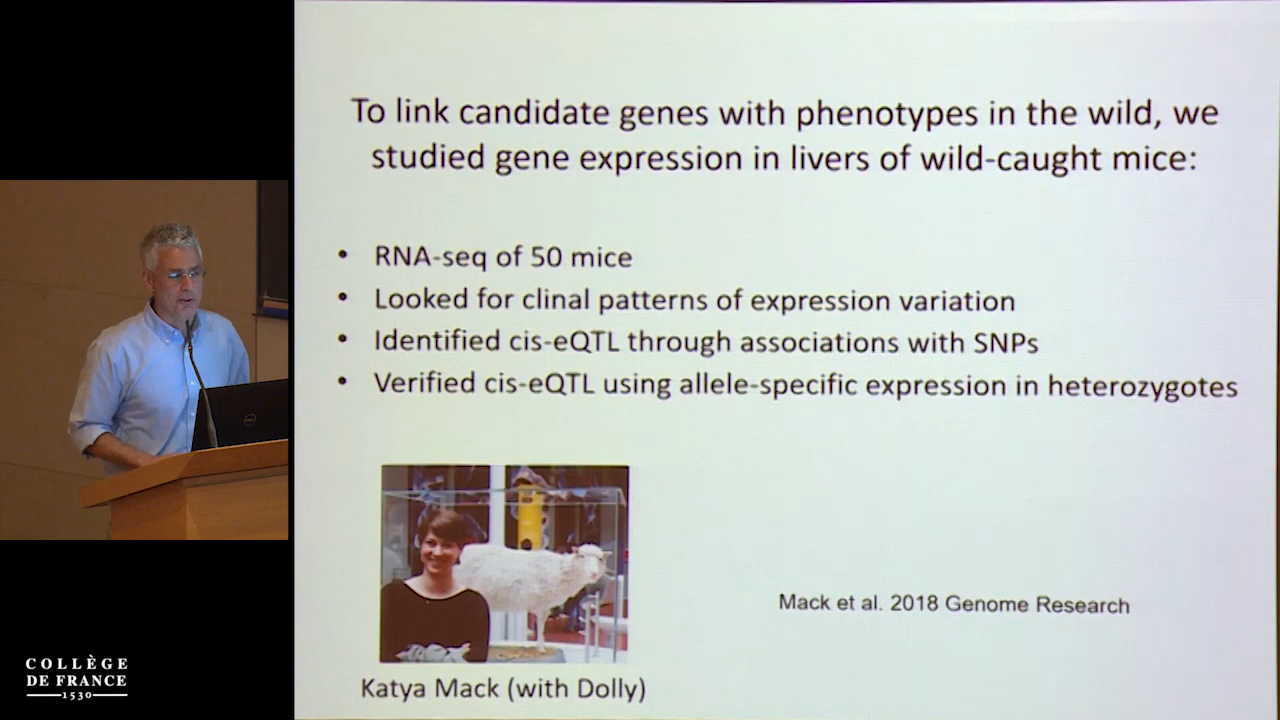 To link candidate genes with phenotypes in the wild, we
studied gene expression in livers of wild-caught mice:
• RNA-seq of 50 mice
• Looked for clinal patterns of expression variation
• Identified cis-eQTL through associations with SNPs
• Verified cis-eQTL using allele-specific expression in heterozygotes
Mack et al. 2018 Genome Research
Katya Mack (with Dolly)
COLLÈGE
DE FRANCE
1530